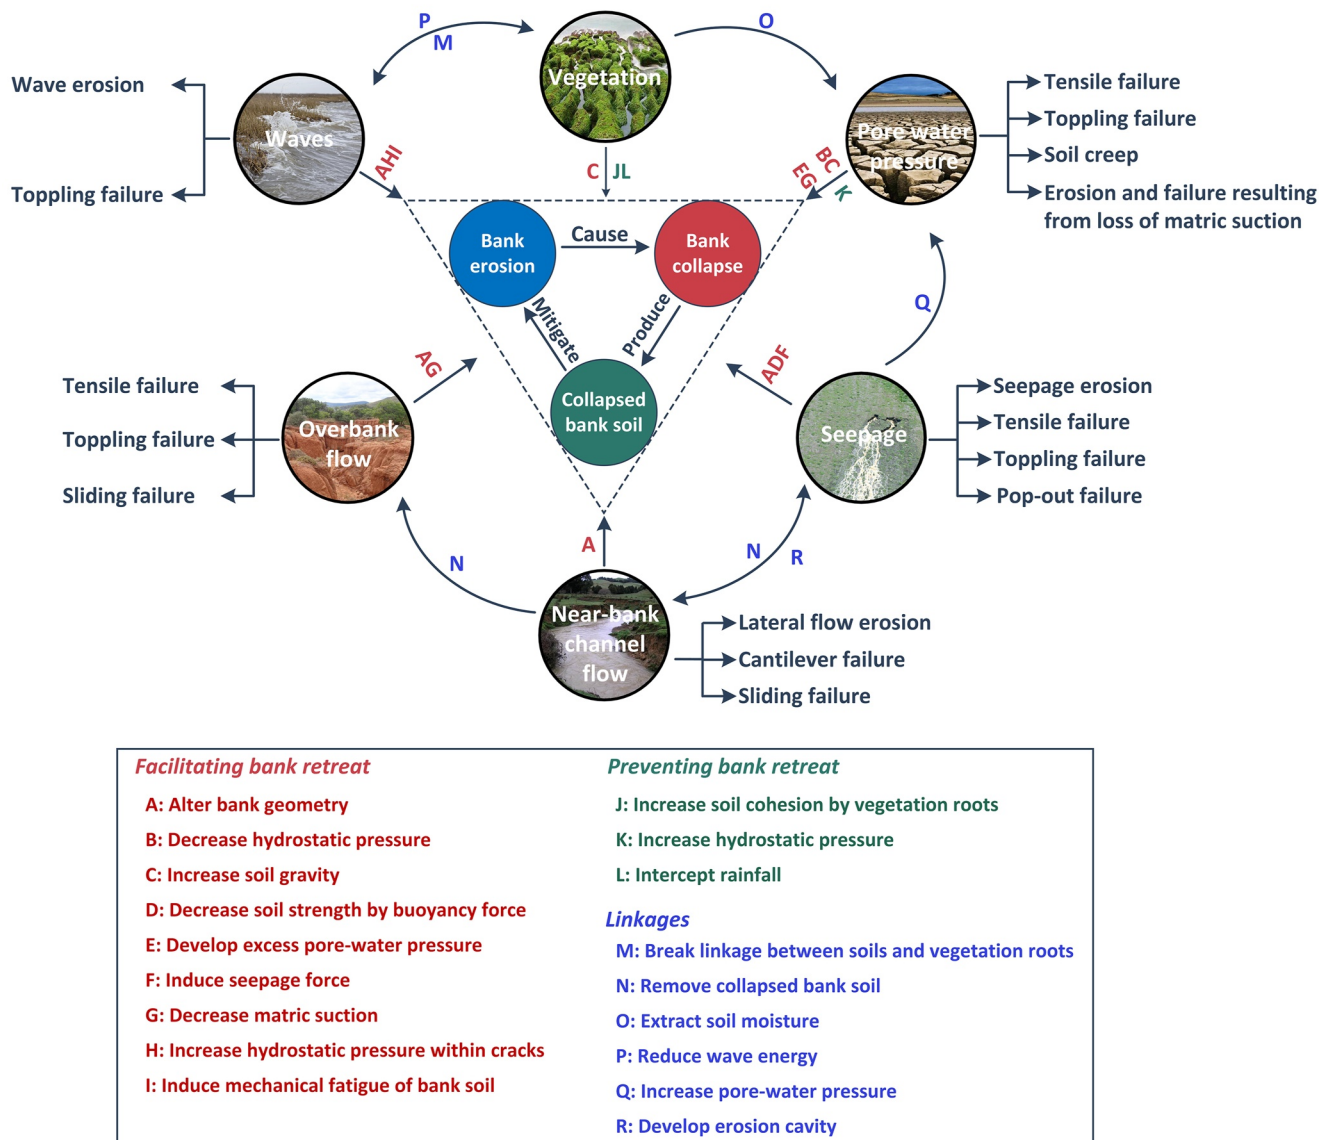 P
M
O
Vegetation
Wave erosion
Toppling failure
Waves
AHI
C JL
Pore water
pressure
BC
EG
K
Tensile failure
Toppling failure
Soil creep
Erosion and failure resulting
from loss of matric suction
Bank
erosion
Cause
Bank
collapse
Mitigate
Produce
Collapsed
bank soil
Q
AG
ADF
Tensile failure
Toppling failure
Sliding failure
Overbank
flow
Seepage
Seepage erosion
Tensile failure
Toppling failure
Pop-out failure
N
A
N
R
Near-bank
channel
flow
Lateral flow erosion
Cantilever failure
Sliding failure
Facilitating bank retreat
A: Alter bank geometry
B: Decrease hydrostatic pressure
C: Increase soil gravity
D: Decrease soil strength by buoyancy force
E: Develop excess pore-water pressure
F: Induce seepage force
G: Decrease matric suction
H: Increase hydrostatic pressure within cracks
I: Induce mechanical fatigue of bank soil
Preventing bank retreat
J: Increase soil cohesion by vegetation roots
K: Increase hydrostatic pressure
L: Intercept rainfall
Linkages
M: Break linkage between soils and vegetation roots
N: Remove collapsed bank soil
O: Extract soil moisture
P: Reduce wave energy
Q: Increase pore-water pressure
R: Develop erosion cavity